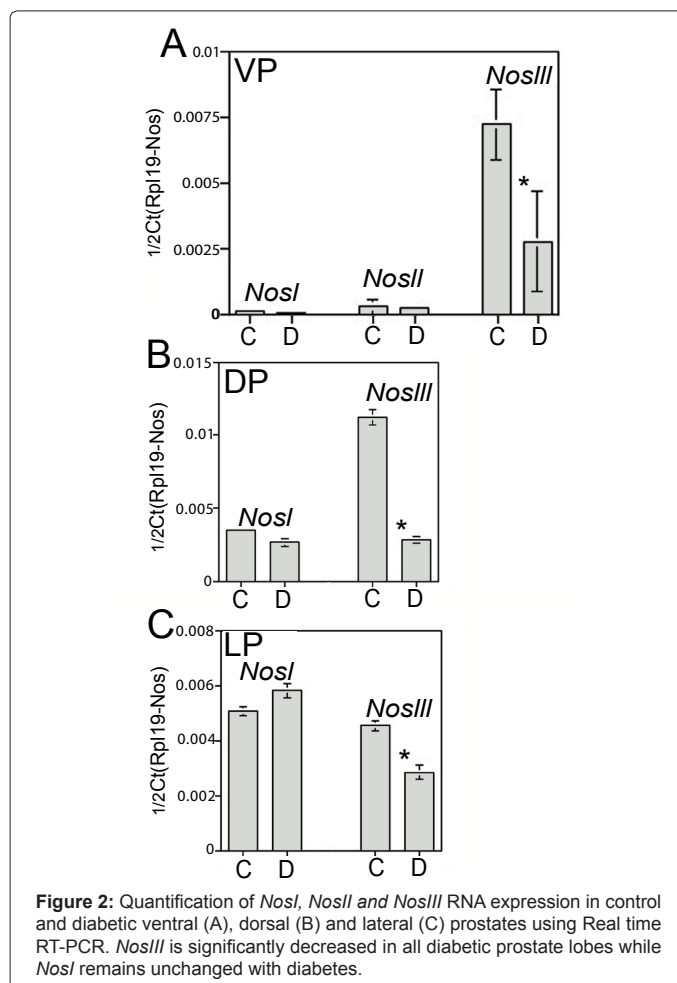 A
VP
0.01
0.0075
0.005
0.0025
0
1/2Ct(Rpl19-Nos)
NosI
NosII
NosIII
*
C D C D C D
B
DP
0.015
0.01
0.005
0
1/2Ct(Rpl19-Nos)
NosI
NosIII
*
C D C D
C
LP
0.008
0.006
0.004
0.002
0
1/2Ct(Rpl19-Nos)
NosI
NosIII
*
C D C D
Figure 2: Quantification of NosI, NosII and NosIII RNA expression in control
and diabetic ventral (A), dorsal (B) and lateral (C) prostates using Real time
RT-PCR. NosIII is significantly decreased in all diabetic prostate lobes while
NosI remains unchanged with diabetes.